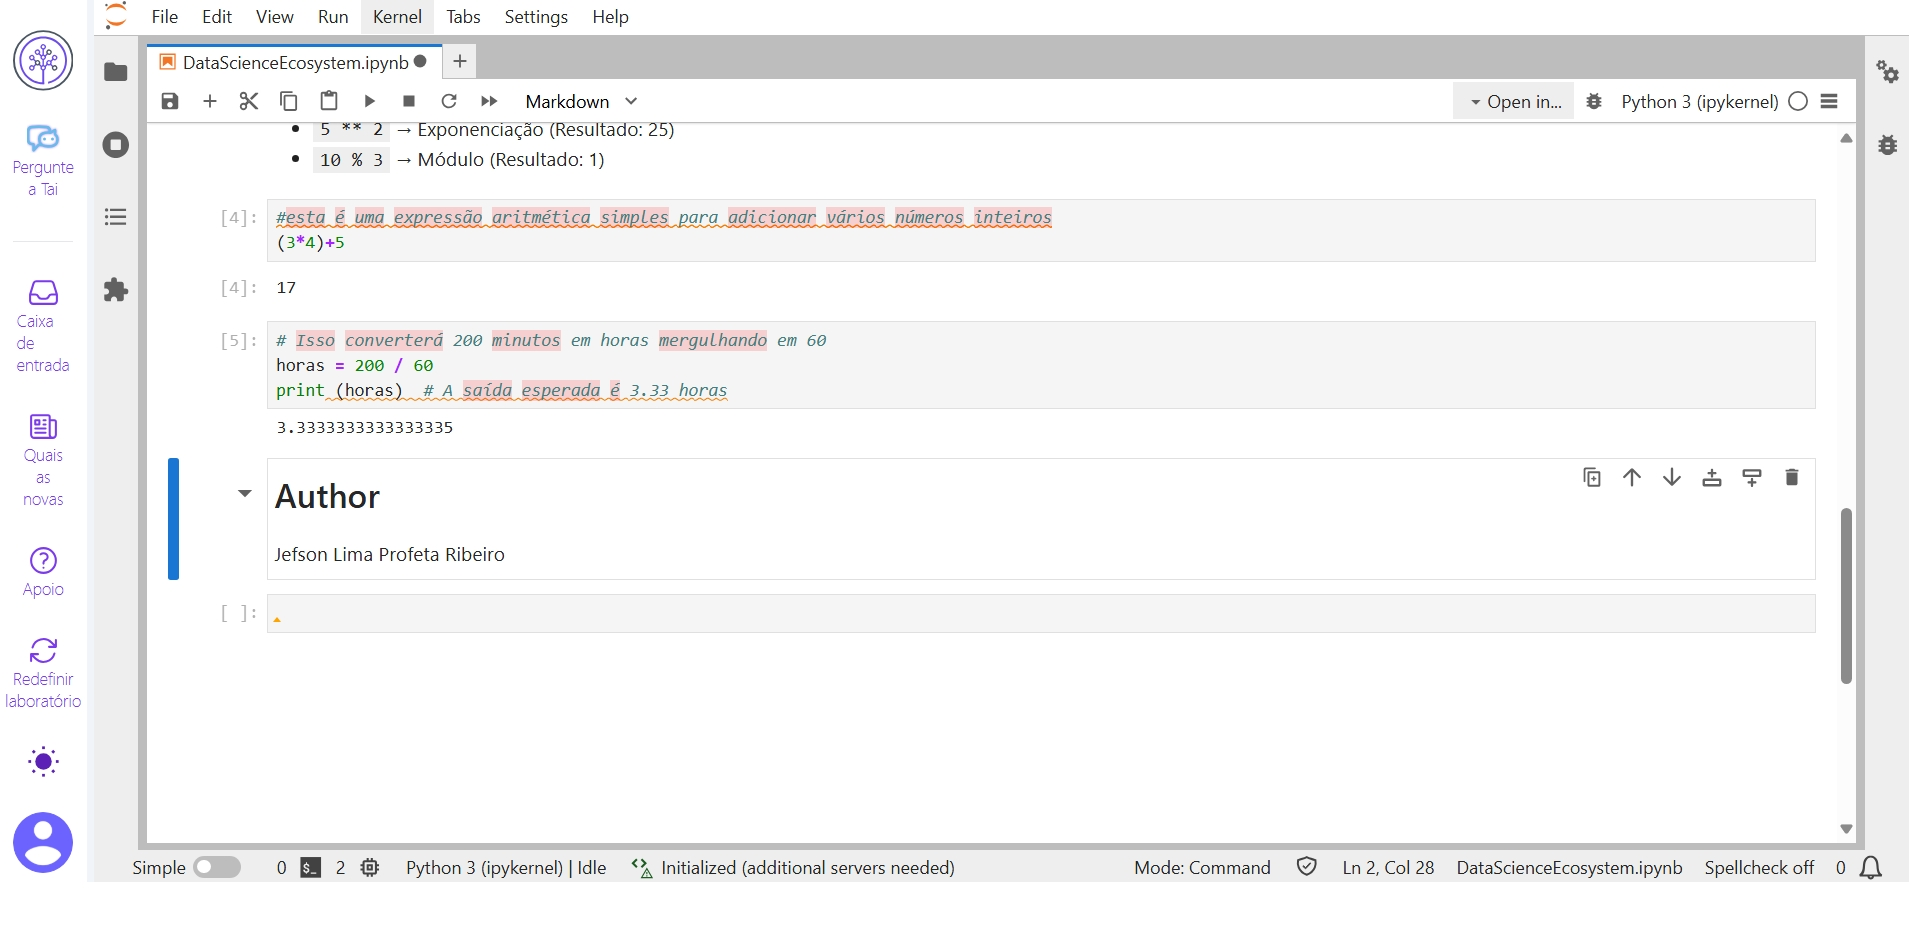 File Edit View Run Kernel Tabs Settings Help
DataScienceEcosystem.ipynb
Markdown
Open in...
Python 3 (ipykernel)
Pergunte
a Tai
Caixa
de
entrada
Quais
as
novas
Apoio
Redefinir
laboratório
5 ** 2 → Exponenciação (Resultado: 25)
10 % 3 → Módulo (Resultado: 1)
[4]: #esta é uma expressão aritmética simples para adicionar vários números inteiros
(3*4)+5
[4]: 17
[5]: # Isso converterá 200 minutos em horas mergulhando em 60
horas = 200 / 60
print (horas)  # A saída esperada é 3.33 horas
3.3333333333333335
Author
Jefson Lima Profeta Ribeiro
[ ]:
Simple 0 $_ 2 Python 3 (ipykernel) | Idle Initialized (additional servers needed) Mode: Command Ln 2, Col 28 DataScienceEcosystem.ipynb Spellcheck off 0